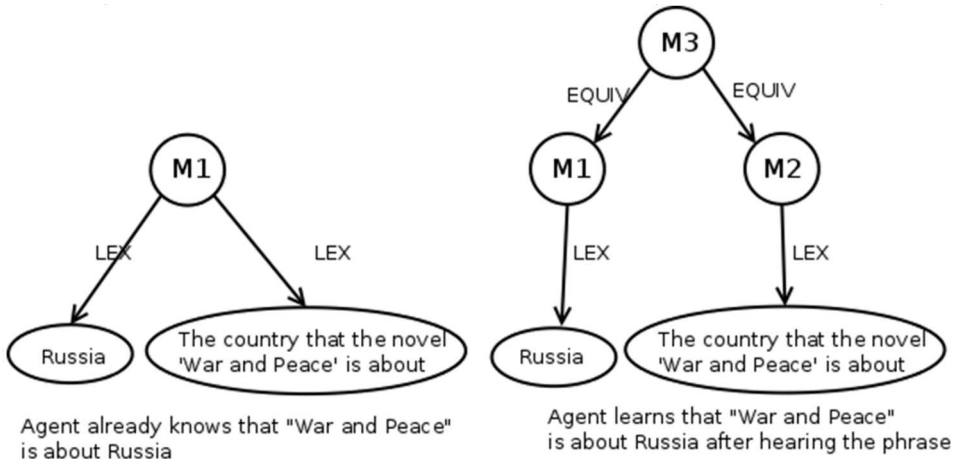 M1
LEX
LEX
Russia
The country that the novel
'War and Peace' is about
Agent already knows that "War and Peace"
is about Russia
M3
EQUIV
EQUIV
M1
M2
LEX
LEX
Russia
The country that the novel
'War and Peace' is about
Agent learns that "War and Peace"
is about Russia after hearing the phrase